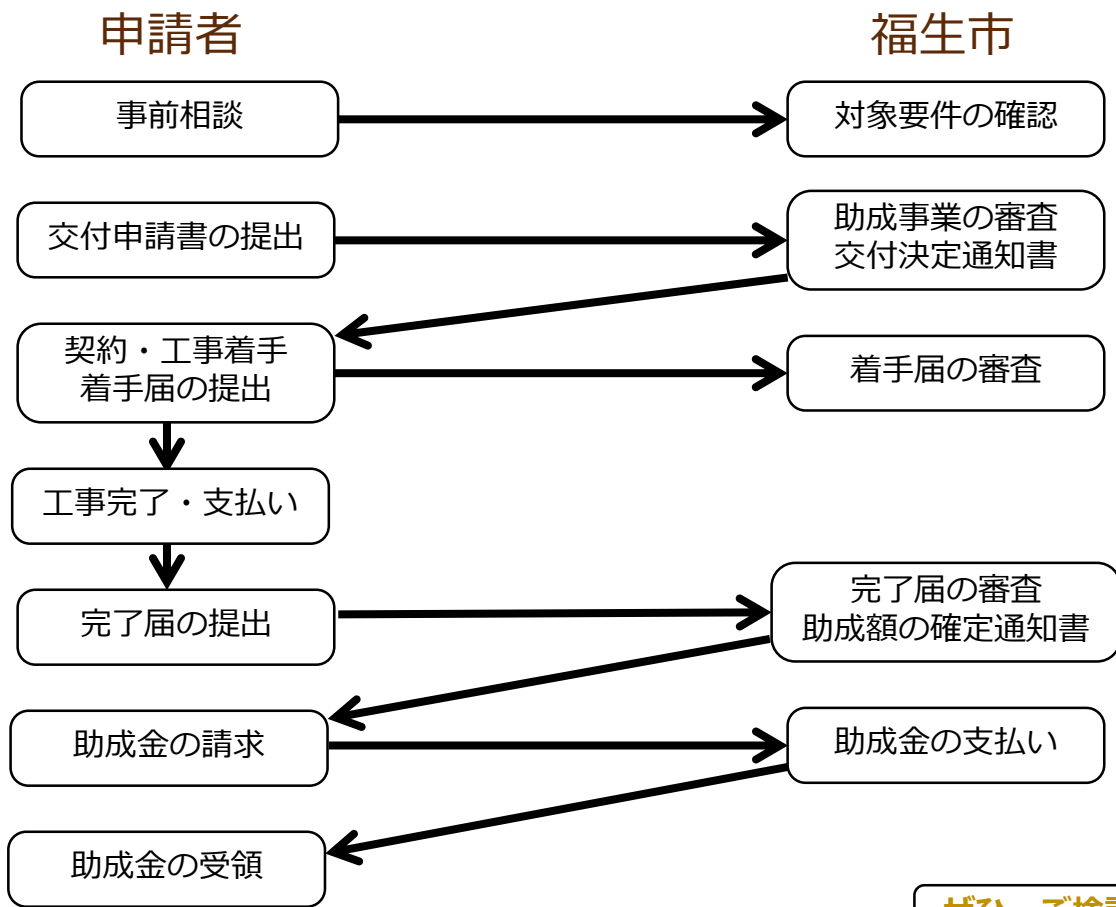 申請者
福生市
事前相談
対象要件の確認
交付申請書の提出
助成事業の審査
交付決定通知書
契約・工事着手
着手届の提出
着手届の審査
工事完了・支払い
完了届の提出
完了届の審査
助成額の確定通知書
助成金の請求
助成金の支払い
助成金の受領